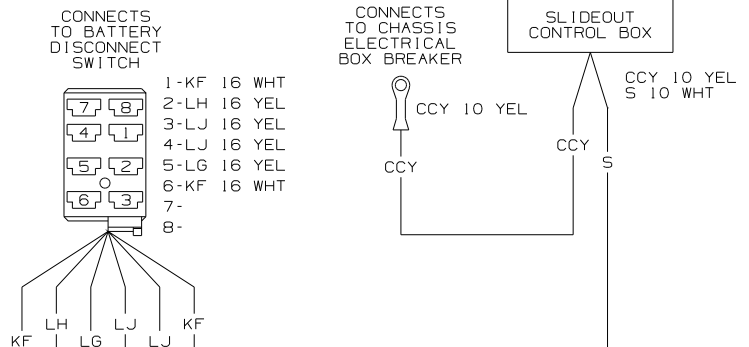 CONNECTS
TO BATTERY
DISCONNECT
SWITCH
1-KF 16 WHT
2-LH 16 YEL
3-LJ 16 YEL
4-LJ 16 YEL
5-LG 16 YEL
6-KF 16 WHT
7-
8-
7 8
4 1
5 2
6 3
KF
LH
LG
LJ
LJ
KF
CONNECTS
TO CHASSIS
ELECTRICAL
BOX BREAKER
CCY 10 YEL
CCY
SLIDEOUT
CONTROL BOX
CCY 10 YEL
S 10 WHT
CCY
S